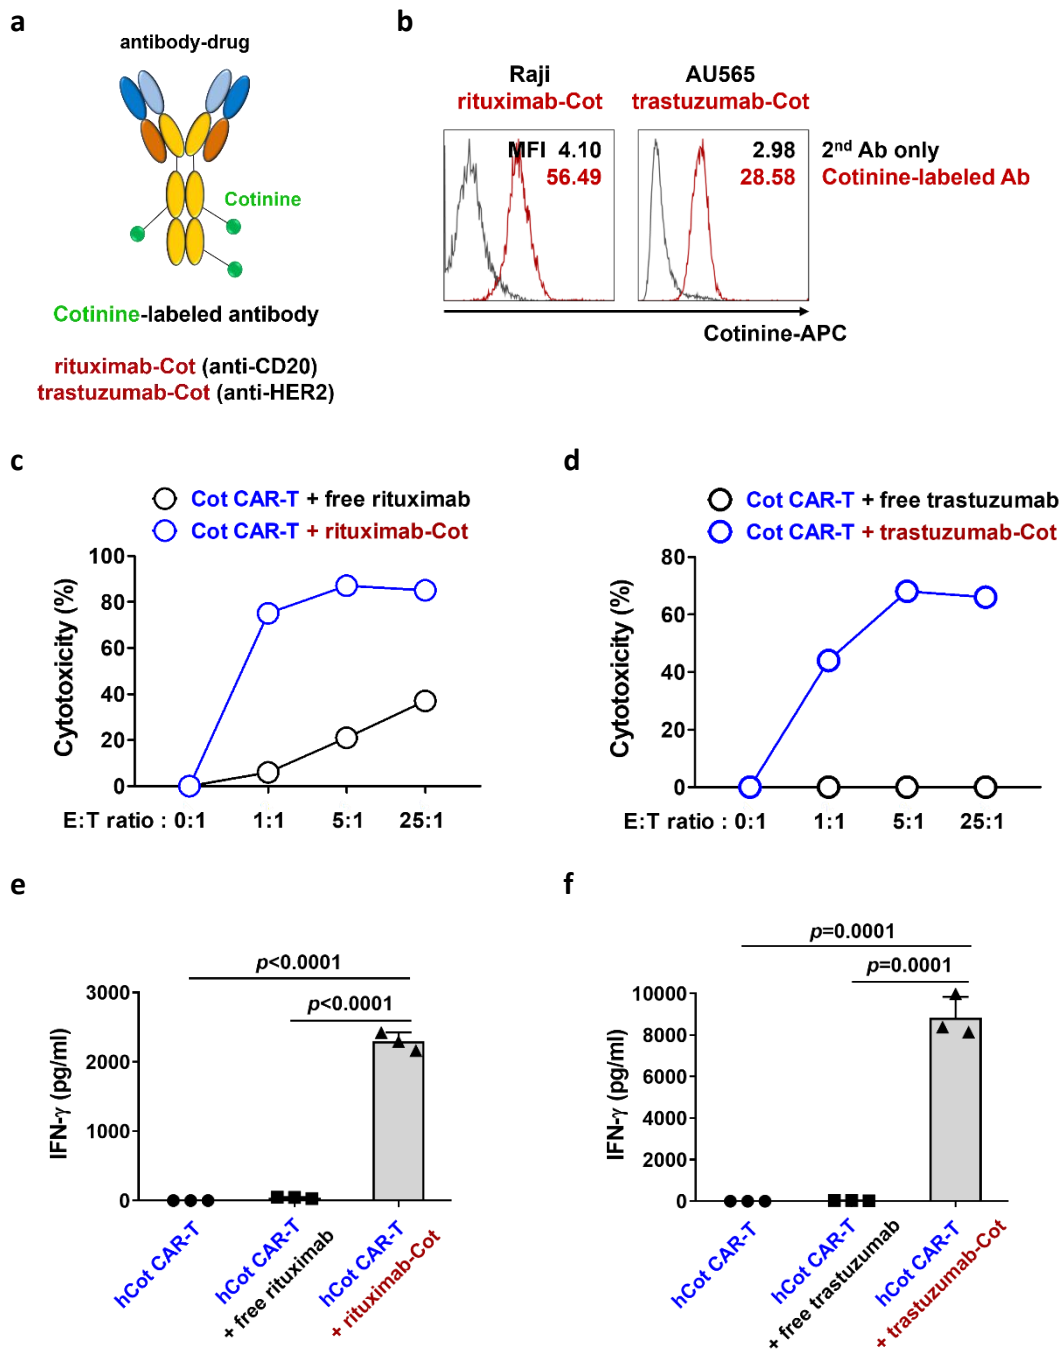 a
antibody-drug
Cotinine
Cotinine-labeled antibody
rituximab-Cot (anti-CD20)
trastuzumab-Cot (anti-HER2)
b
Raji
rituximab-Cot
AU565
trastuzumab-Cot
MFI 4.10
56.49
2.98
28.58
2nd Ab only
Cotinine-labeled Ab
Cotinine-APC
c
Cot CAR-T + free rituximab
Cot CAR-T + rituximab-Cot
Cytotoxicity (%)
100
80
60
40
20
0
E:T ratio : 0:1 1:1 5:1 25:1
d
Cot CAR-T + free trastuzumab
Cot CAR-T + trastuzumab-Cot
Cytotoxicity (%)
80
60
40
20
0
E:T ratio : 0:1 1:1 5:1 25:1
e
p<0.0001
p<0.0001
IFN-γ (pg/ml)
3000
2000
1000
0
hCot CAR-T
hCot CAR-T
+ free rituximab
hCot CAR-T
+ rituximab-Cot
f
p=0.0001
p=0.0001
IFN-γ (pg/ml)
10000
8000
6000
4000
2000
0
hCot CAR-T
hCot CAR-T
+ free trastuzumab
hCot CAR-T
+ trastuzumab-Cot